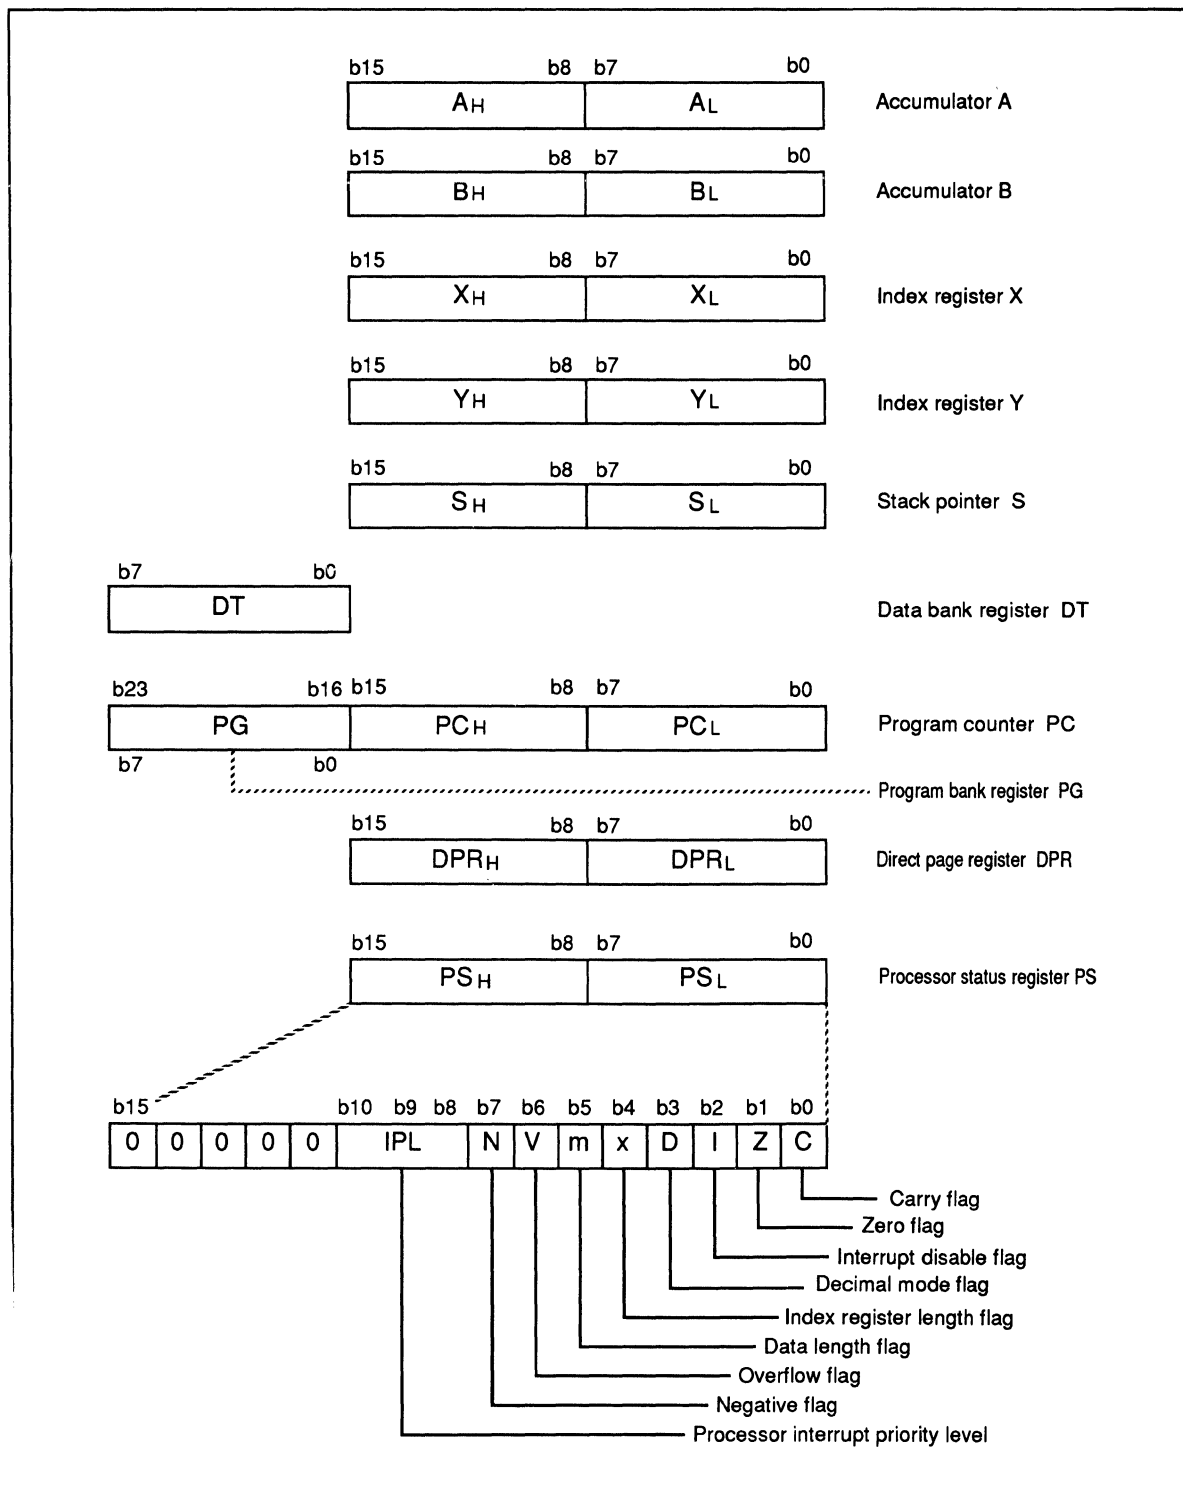 b15 b8 b7 b0
AH AL Accumulator A
b15 b8 b7 b0
BH BL Accumulator B
b15 b8 b7 b0
XH XL Index register X
b15 b8 b7 b0
YH YL Index register Y
b15 b8 b7 b0
SH SL Stack pointer S
b7 b0
DT Data bank register DT
b23 b16 b15 b8 b7 b0
PG PCH PCL Program counter PC
b7 b0
Program bank register PG
b15 b8 b7 b0
DPRH DPRL Direct page register DPR
b15 b8 b7 b0
PSH PSL Processor status register PS
b15 b10 b9 b8 b7 b6 b5 b4 b3 b2 b1 b0
0 0 0 0 0 IPL N V m x D I Z C
Carry flag
Zero flag
Interrupt disable flag
Decimal mode flag
Index register length flag
Data length flag
Overflow flag
Negative flag
Processor interrupt priority level